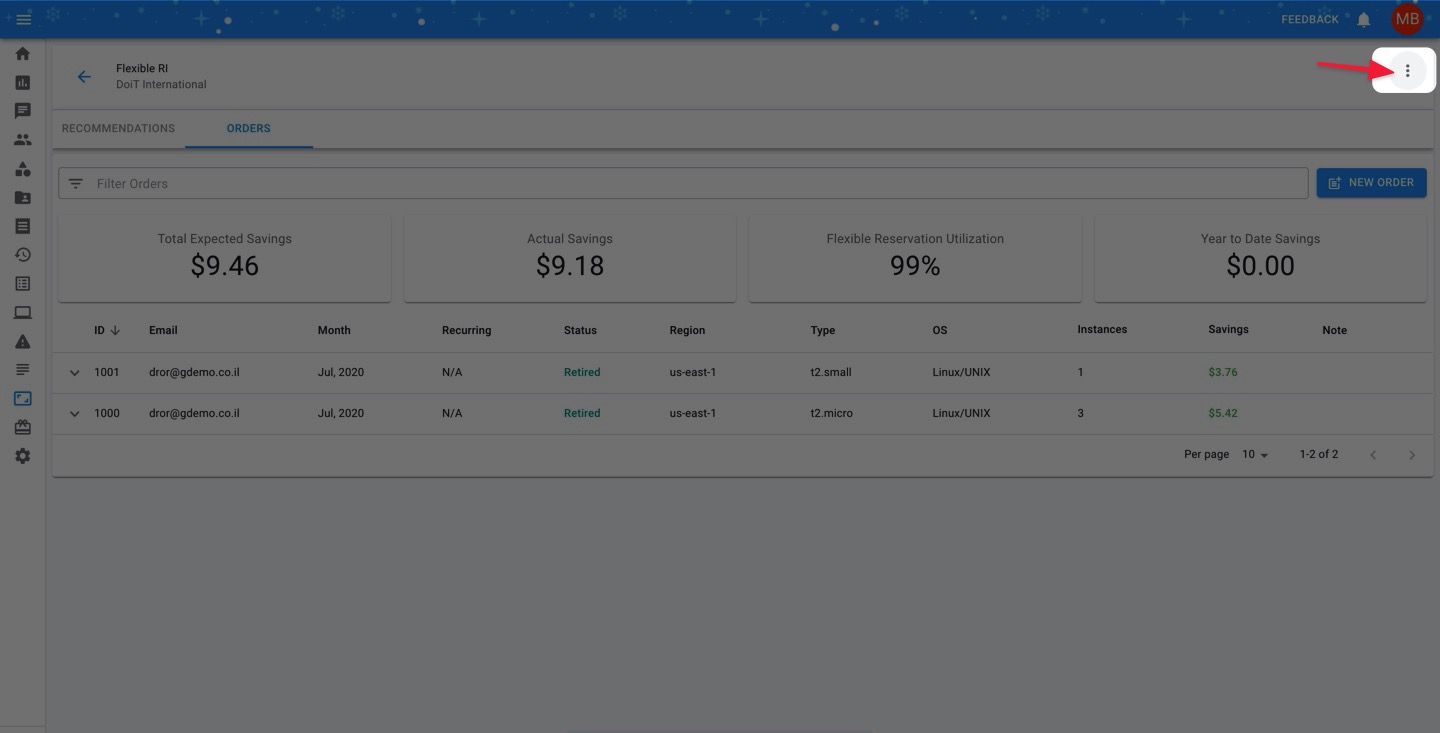 FEEDBACK MB
Flexible RI
DoiT International
RECOMMENDATIONS ORDERS
Filter Orders NEW ORDER
Total Expected Savings Actual Savings Flexible Reservation Utilization Year to Date Savings
$9.46 $9.18 99% $0.00
ID Email Month Recurring Status Region Type OS Instances Savings Note
1001 dror@gdemo.co.il Jul, 2020 N/A Retired us-east-1 t2.small Linux/UNIX 1 $3.76
1000 dror@gdemo.co.il Jul, 2020 N/A Retired us-east-1 t2.micro Linux/UNIX 3 $5.42
Per page 10 1-2 of 2